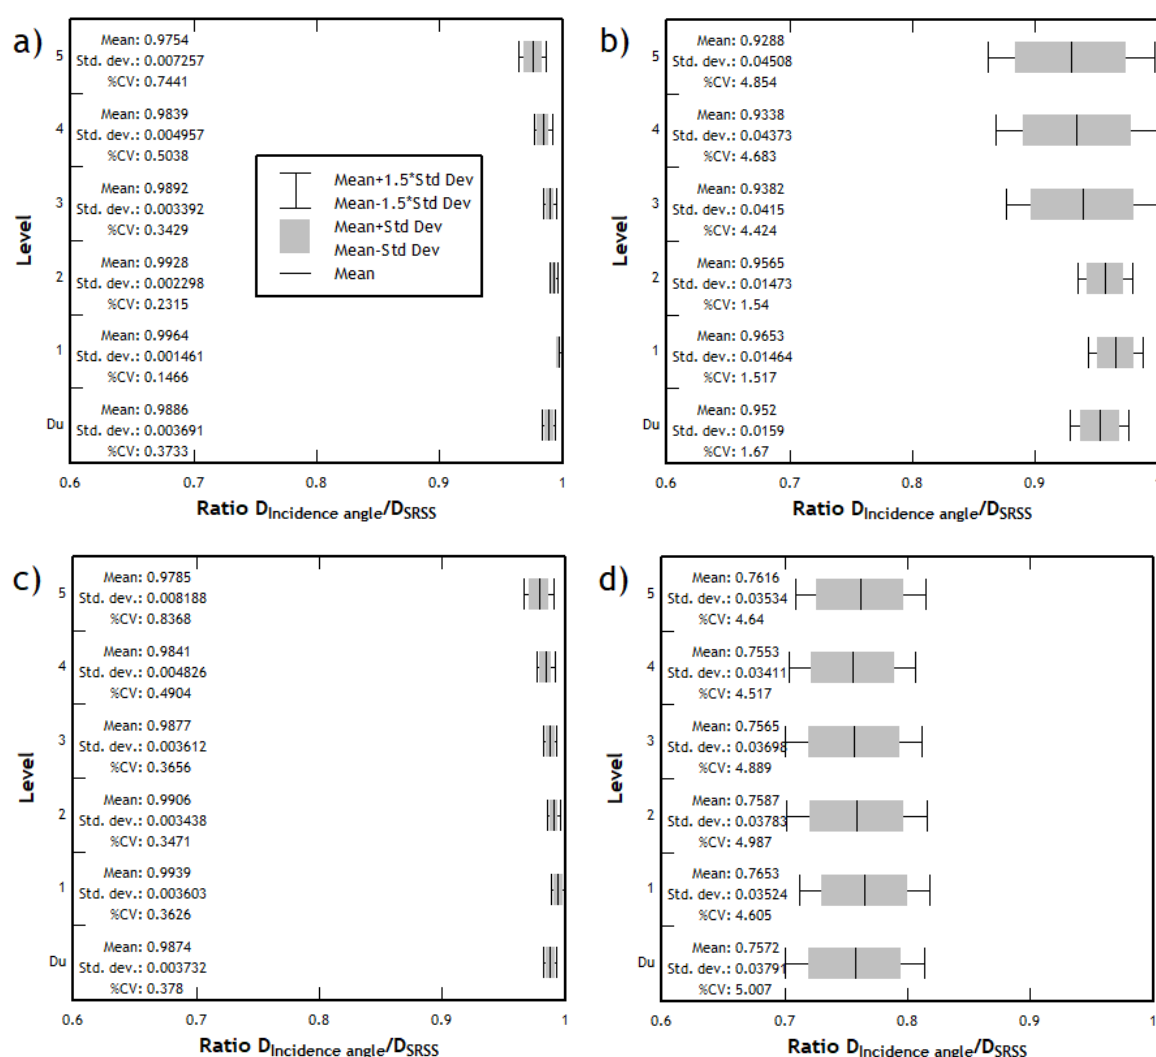 a)
Level
5
Mean: 0.9754
Std. dev.: 0.007257
%CV: 0.7441
4
Mean: 0.9839
Std. dev.: 0.004957
%CV: 0.5038
3
Mean: 0.9892
Std. dev.: 0.003392
%CV: 0.3429
2
Mean: 0.9928
Std. dev.: 0.002298
%CV: 0.2315
1
Mean: 0.9964
Std. dev.: 0.001461
%CV: 0.1466
Du
Mean: 0.9886
Std. dev.: 0.003691
%CV: 0.3733
Mean+1.5*Std Dev
Mean-1.5*Std Dev
Mean+Std Dev
Mean-Std Dev
Mean
0.6 0.7 0.8 0.9 1
Ratio DIncidence angle/DSRSS
b)
Level
5
Mean: 0.9288
Std. dev.: 0.04508
%CV: 4.854
4
Mean: 0.9338
Std. dev.: 0.04373
%CV: 4.683
3
Mean: 0.9382
Std. dev.: 0.0415
%CV: 4.424
2
Mean: 0.9565
Std. dev.: 0.01473
%CV: 1.54
1
Mean: 0.9653
Std. dev.: 0.01464
%CV: 1.517
Du
Mean: 0.952
Std. dev.: 0.0159
%CV: 1.67
0.6 0.7 0.8 0.9 1
Ratio DIncidence angle/DSRSS
c)
Level
5
Mean: 0.9785
Std. dev.: 0.008188
%CV: 0.8368
4
Mean: 0.9841
Std. dev.: 0.004826
%CV: 0.4904
3
Mean: 0.9877
Std. dev.: 0.003612
%CV: 0.3656
2
Mean: 0.9906
Std. dev.: 0.003438
%CV: 0.3471
1
Mean: 0.9939
Std. dev.: 0.003603
%CV: 0.3626
Du
Mean: 0.9874
Std. dev.: 0.003732
%CV: 0.378
0.6 0.7 0.8 0.9 1
Ratio DIncidence angle/DSRSS
d)
Level
5
Mean: 0.7616
Std. dev.: 0.03534
%CV: 4.64
4
Mean: 0.7553
Std. dev.: 0.03411
%CV: 4.517
3
Mean: 0.7565
Std. dev.: 0.03698
%CV: 4.889
2
Mean: 0.7587
Std. dev.: 0.03783
%CV: 4.987
1
Mean: 0.7653
Std. dev.: 0.03524
%CV: 4.605
Du
Mean: 0.7572
Std. dev.: 0.03791
%CV: 5.007
0.6 0.7 0.8 0.9 1
Ratio DIncidence angle/DSRSS